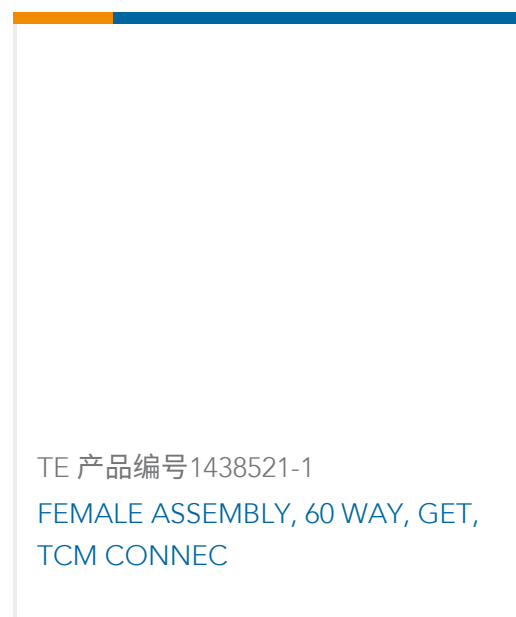 TE 产品编号1438521-1
FEMALE ASSEMBLY, 60 WAY, GET,
TCM CONNEC